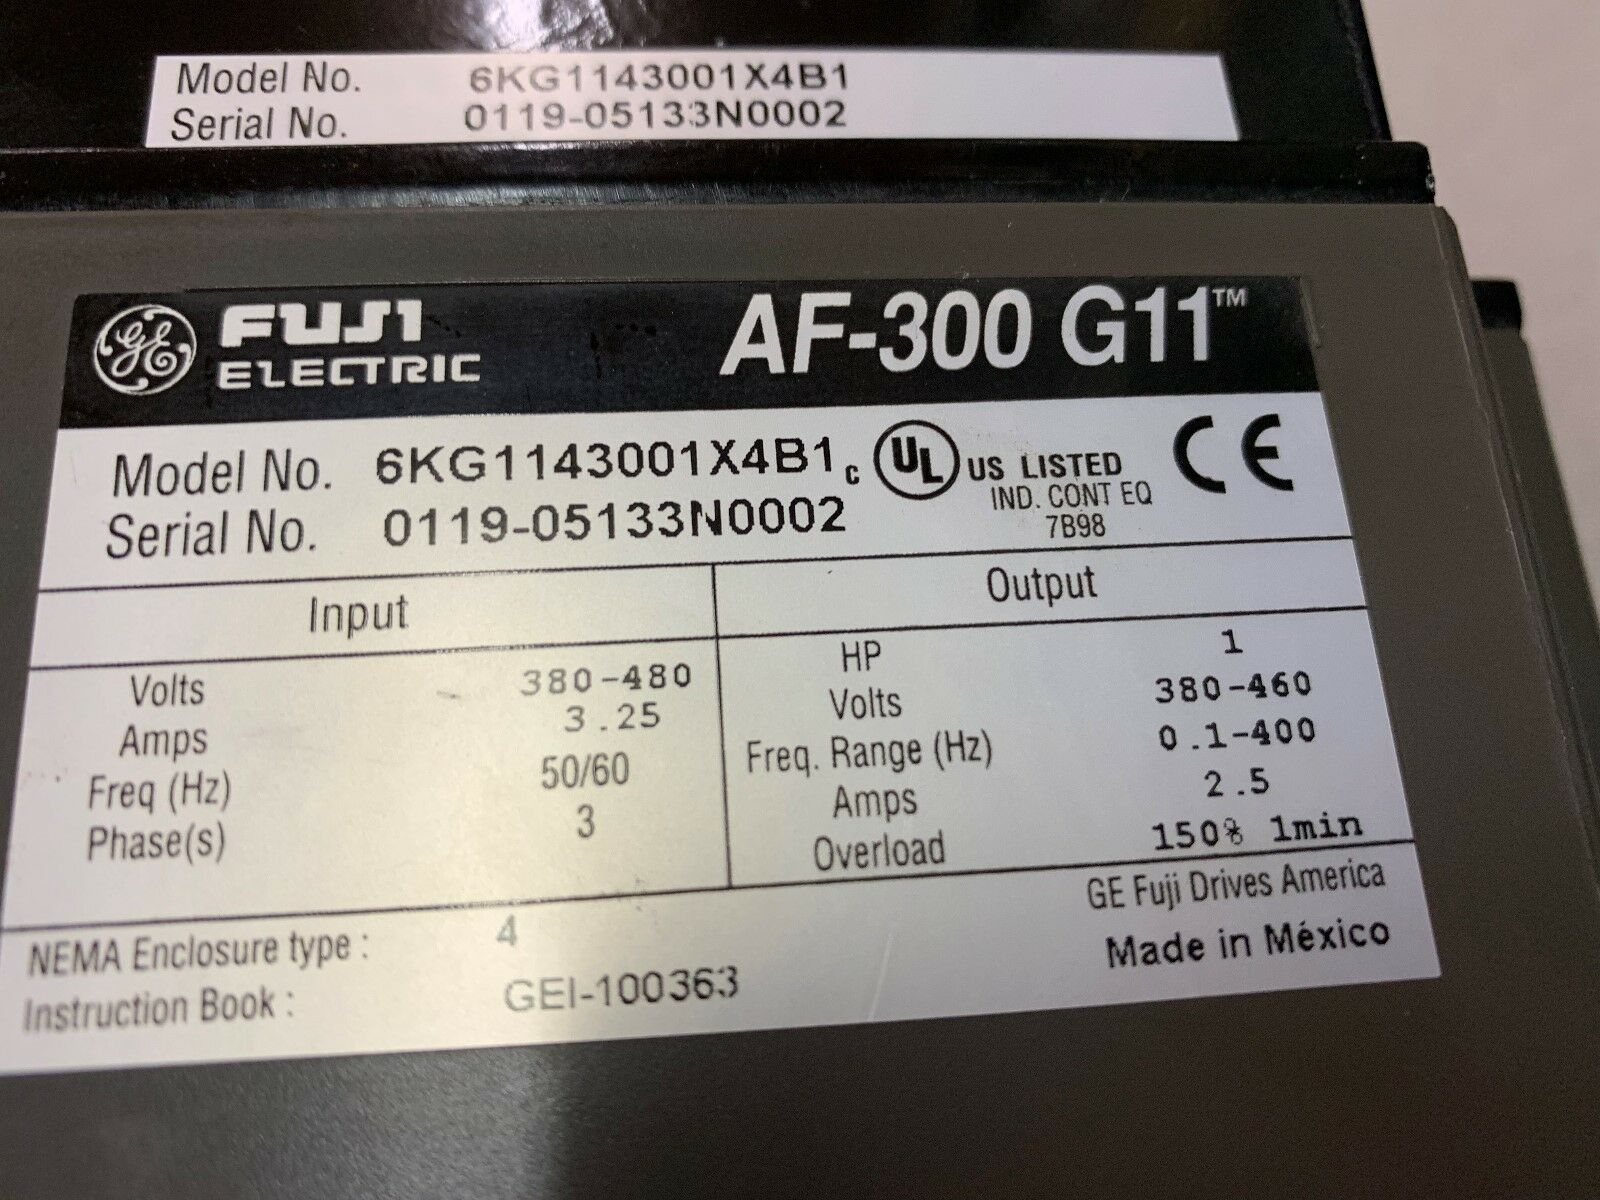 Model No. 6KG1143001X4B1
Serial No. 0119-05133N0002
GE FUJI ELECTRIC AF-300 G11™
Model No. 6KG1143001X4B1
Serial No. 0119-05133N0002
c UL US LISTED CE
IND. CONT EQ
7B98
Input
Volts 380-480
Amps 3.25
Freq (Hz) 50/60
Phase(s) 3
Output
HP 1
Volts 380-460
Freq. Range (Hz) 0.1-400
Amps 2.5
Overload 150% 1min
NEMA Enclosure type : 4
Instruction Book : GEI-100363
GE Fuji Drives America
Made in México